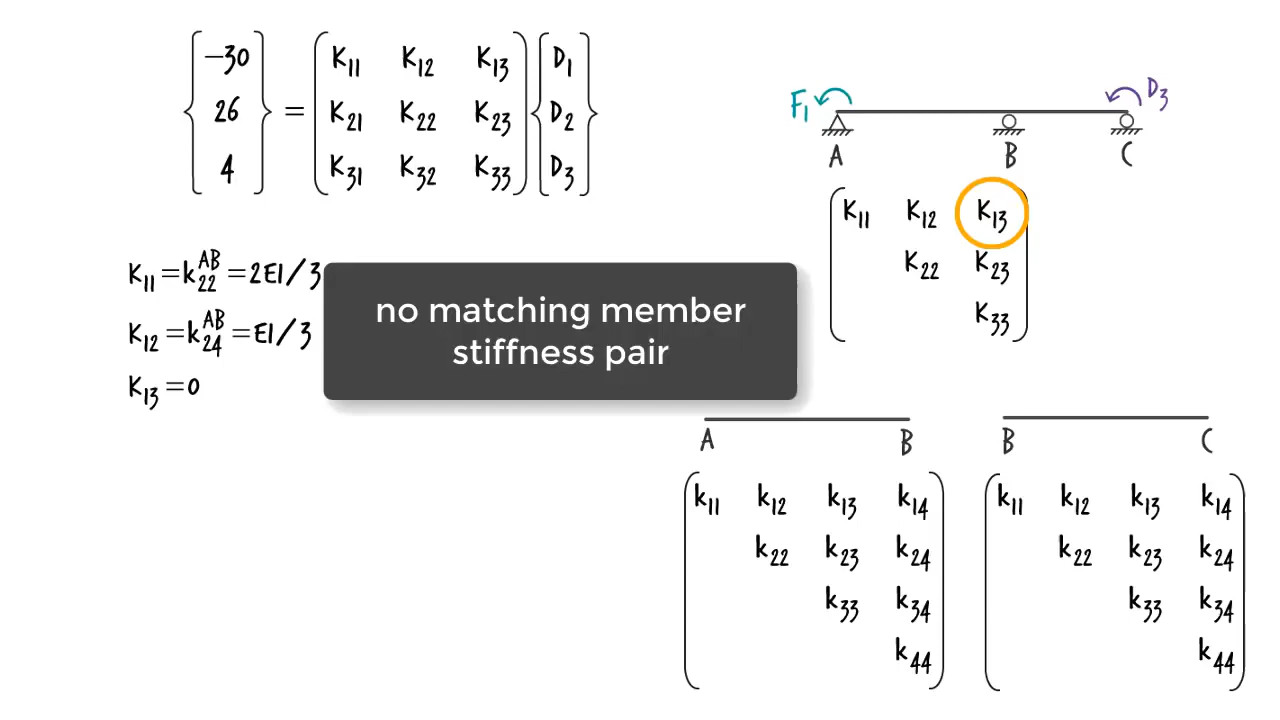 −30
26
4
=
K11 K12 K13
K21 K22 K23
K31 K32 K33
D1
D2
D3
F1
D3
A B C
K11 K12 K13
K22 K23
K33
K11=k22^AB=2EI/3
K12=k24^AB=EI/3
K13=0
no matching member
stiffness pair
A B
k11 k12 k13 k14
k22 k23 k24
k33 k34
k44
B C
k11 k12 k13 k14
k22 k23 k24
k33 k34
k44